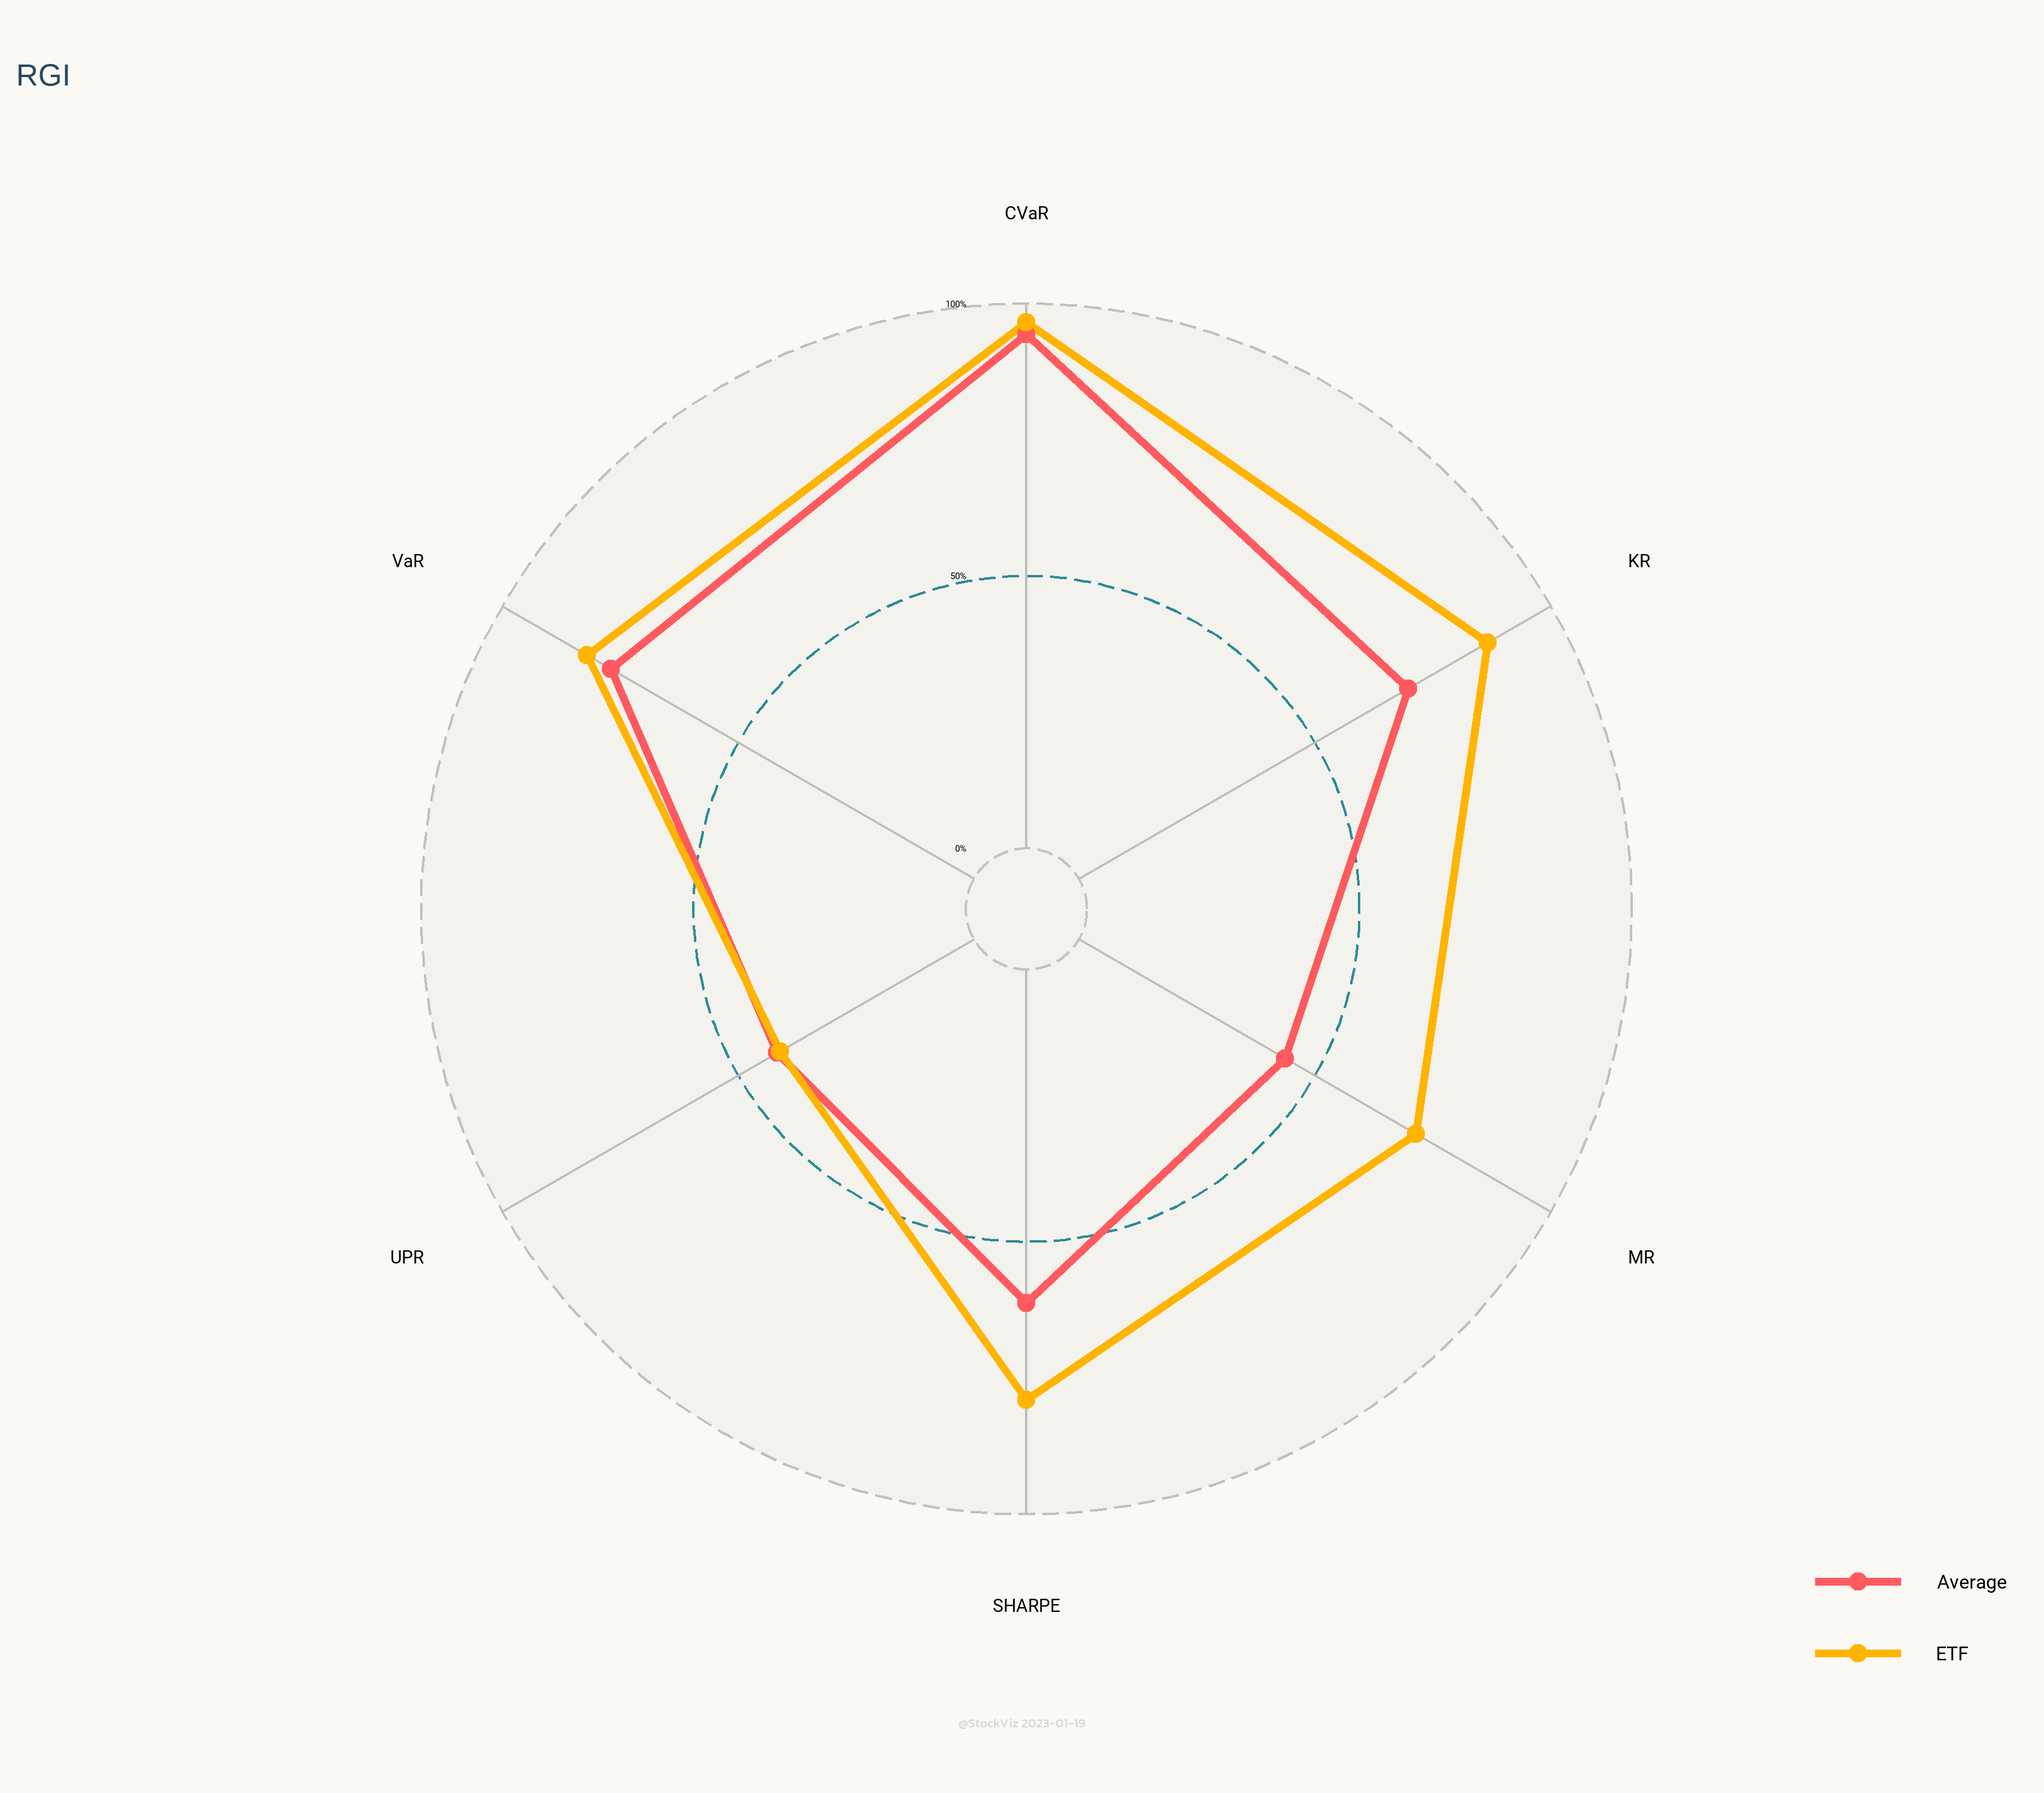 RGI
CVaR
100%
VaR
KR
50%
0%
UPR
MR
SHARPE
Average
ETF
@StockViz 2023-01-19